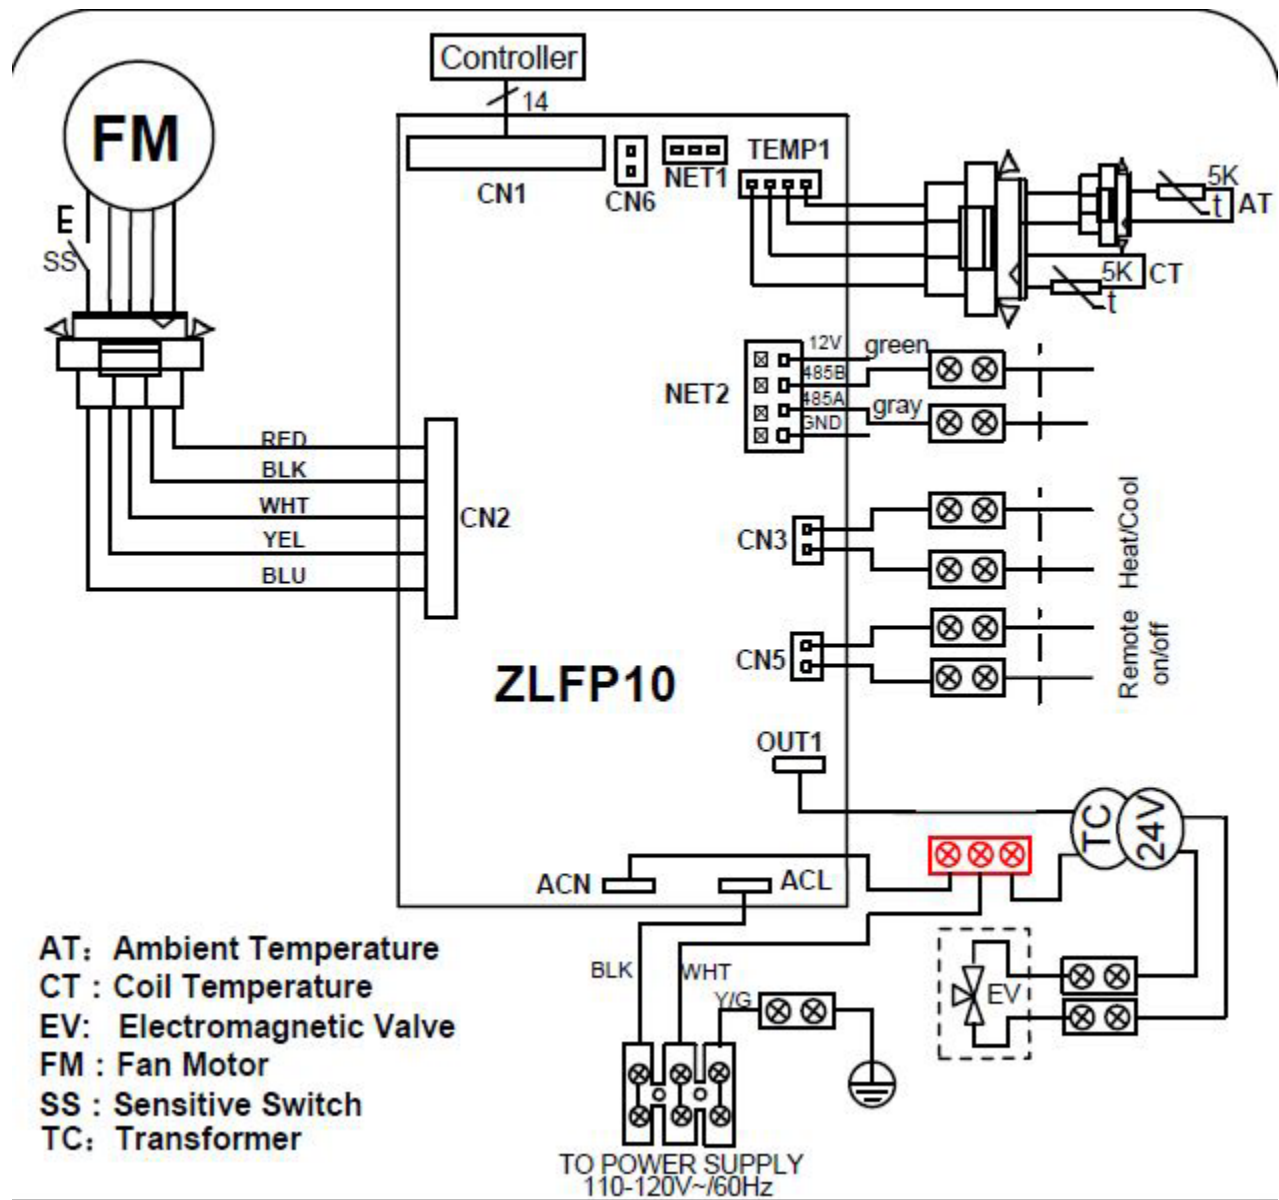 Controller
14
FM
CN1
CN6
NET1
TEMP1
5K
t
AT
5K
t
CT
E
SS
NET2
12V
485B
485A
GND
green
gray
RED
BLK
WHT
YEL
BLU
CN2
CN3
Heat/Cool
CN5
Remote
on/off
ZLFP10
OUT1
TC
24V
ACN
ACL
BLK
WHT
Y/G
EV
AT: Ambient Temperature
CT : Coil Temperature
EV: Electromagnetic Valve
FM : Fan Motor
SS : Sensitive Switch
TC: Transformer
TO POWER SUPPLY
110-120V~/60Hz